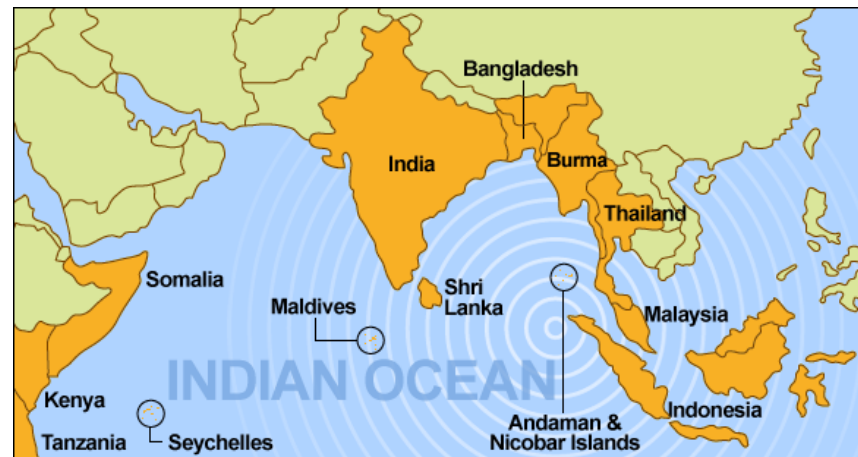 Bangladesh
India
Burma
Thailand
Somalia
Shri
Lanka
Maldives
Malaysia
INDIAN OCEAN
Kenya
Andaman &
Nicobar Islands
Indonesia
Tanzania
Seychelles